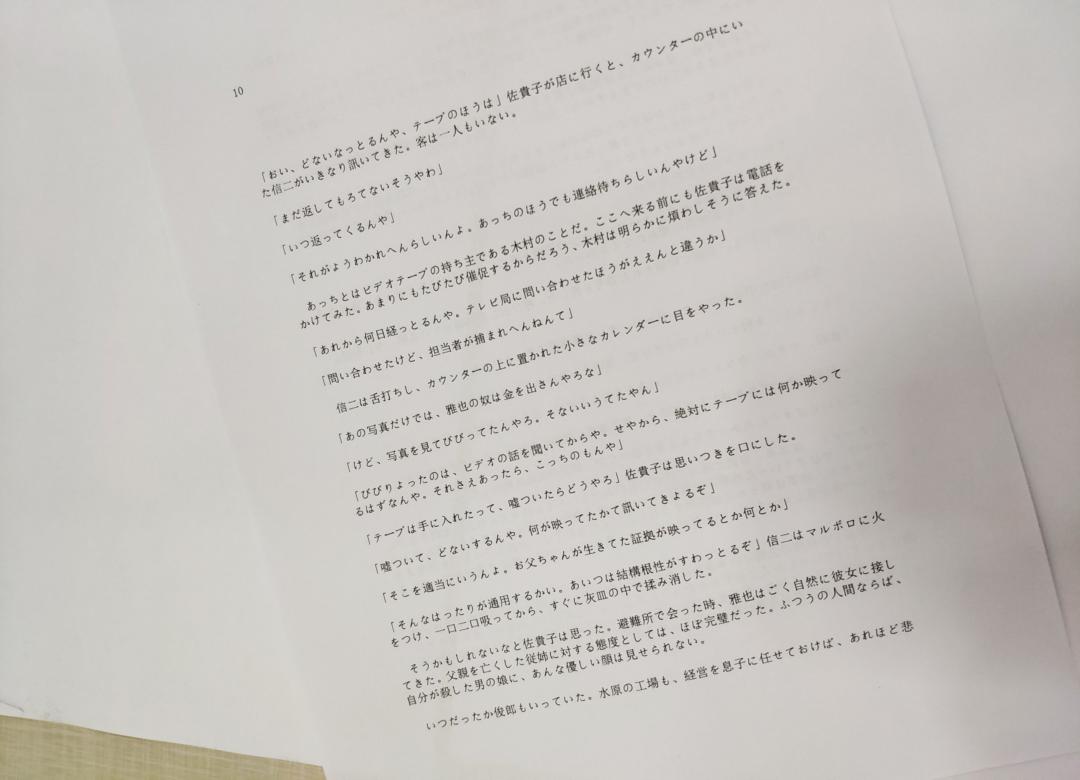 10
「おい、どないなっとるんや、テープのほうは」佐貴子が店に行くと、カウンターの中にい
た信二がいきなり訊いてきた。客は一人もいない。
「まだ返してもろてないそうやわ」
「いつ返ってくるんや」
「それがようわかれへんらしいんよ。あっちのほうでも連絡待ちらしいんやけど」
あっちとはビデオテープの持ち主である木村のことだ。ここへ来る前にも佐貴子は電話を
かけてみた。あまりにもたびたび催促するからだろう、木村は明らかに煩わしそうに答えた。
「あれから何日経っとるんや。テレビ局に問い合わせたほうがええんと違うか」
「問い合わせたけど、担当者が捕まれへんねんて」
信二は舌打ちし、カウンターの上に置かれた小さなカレンダーに目をやった。
「あの写真だけでは、雅也の奴は金を出さんやろな」
「けど、写真を見てびびってたんやろ。そないいうてたやん」
「びびりよったのは、ビデオの話を聞いてからや。せやから、絶対にテープには何か映って
るはずなんや。それさえあったら、こっちのもんや」
「テープは手に入れたって、嘘ついたらどうやろ」佐貴子は思いつきを口にした。
「嘘ついて、どないするんや。何が映ってたかて訊いてきよるぞ」
「そこを適当にいうんよ。お父ちゃんが生きてた証拠が映ってるとか何とか」
「そんなはったりが通用するかい。あいつは結構根性がすわっとるぞ」信二はマルボロに火
をつけ、一口二口吸ってから、すぐに灰皿の中で揉み消した。
そうかもしれないなと佐貴子は思った。避難所で会った時、雅也はごく自然に彼女に接し
てきた。父親を亡くした従姉に対する態度としては、ほぼ完璧だった。ふつうの人間ならば、
自分が殺した男の娘に、あんな優しい顔は見せられない。
いつだったか俊郎もいっていた。水原の工場も、経営を息子に任せておけば、あれほど悲